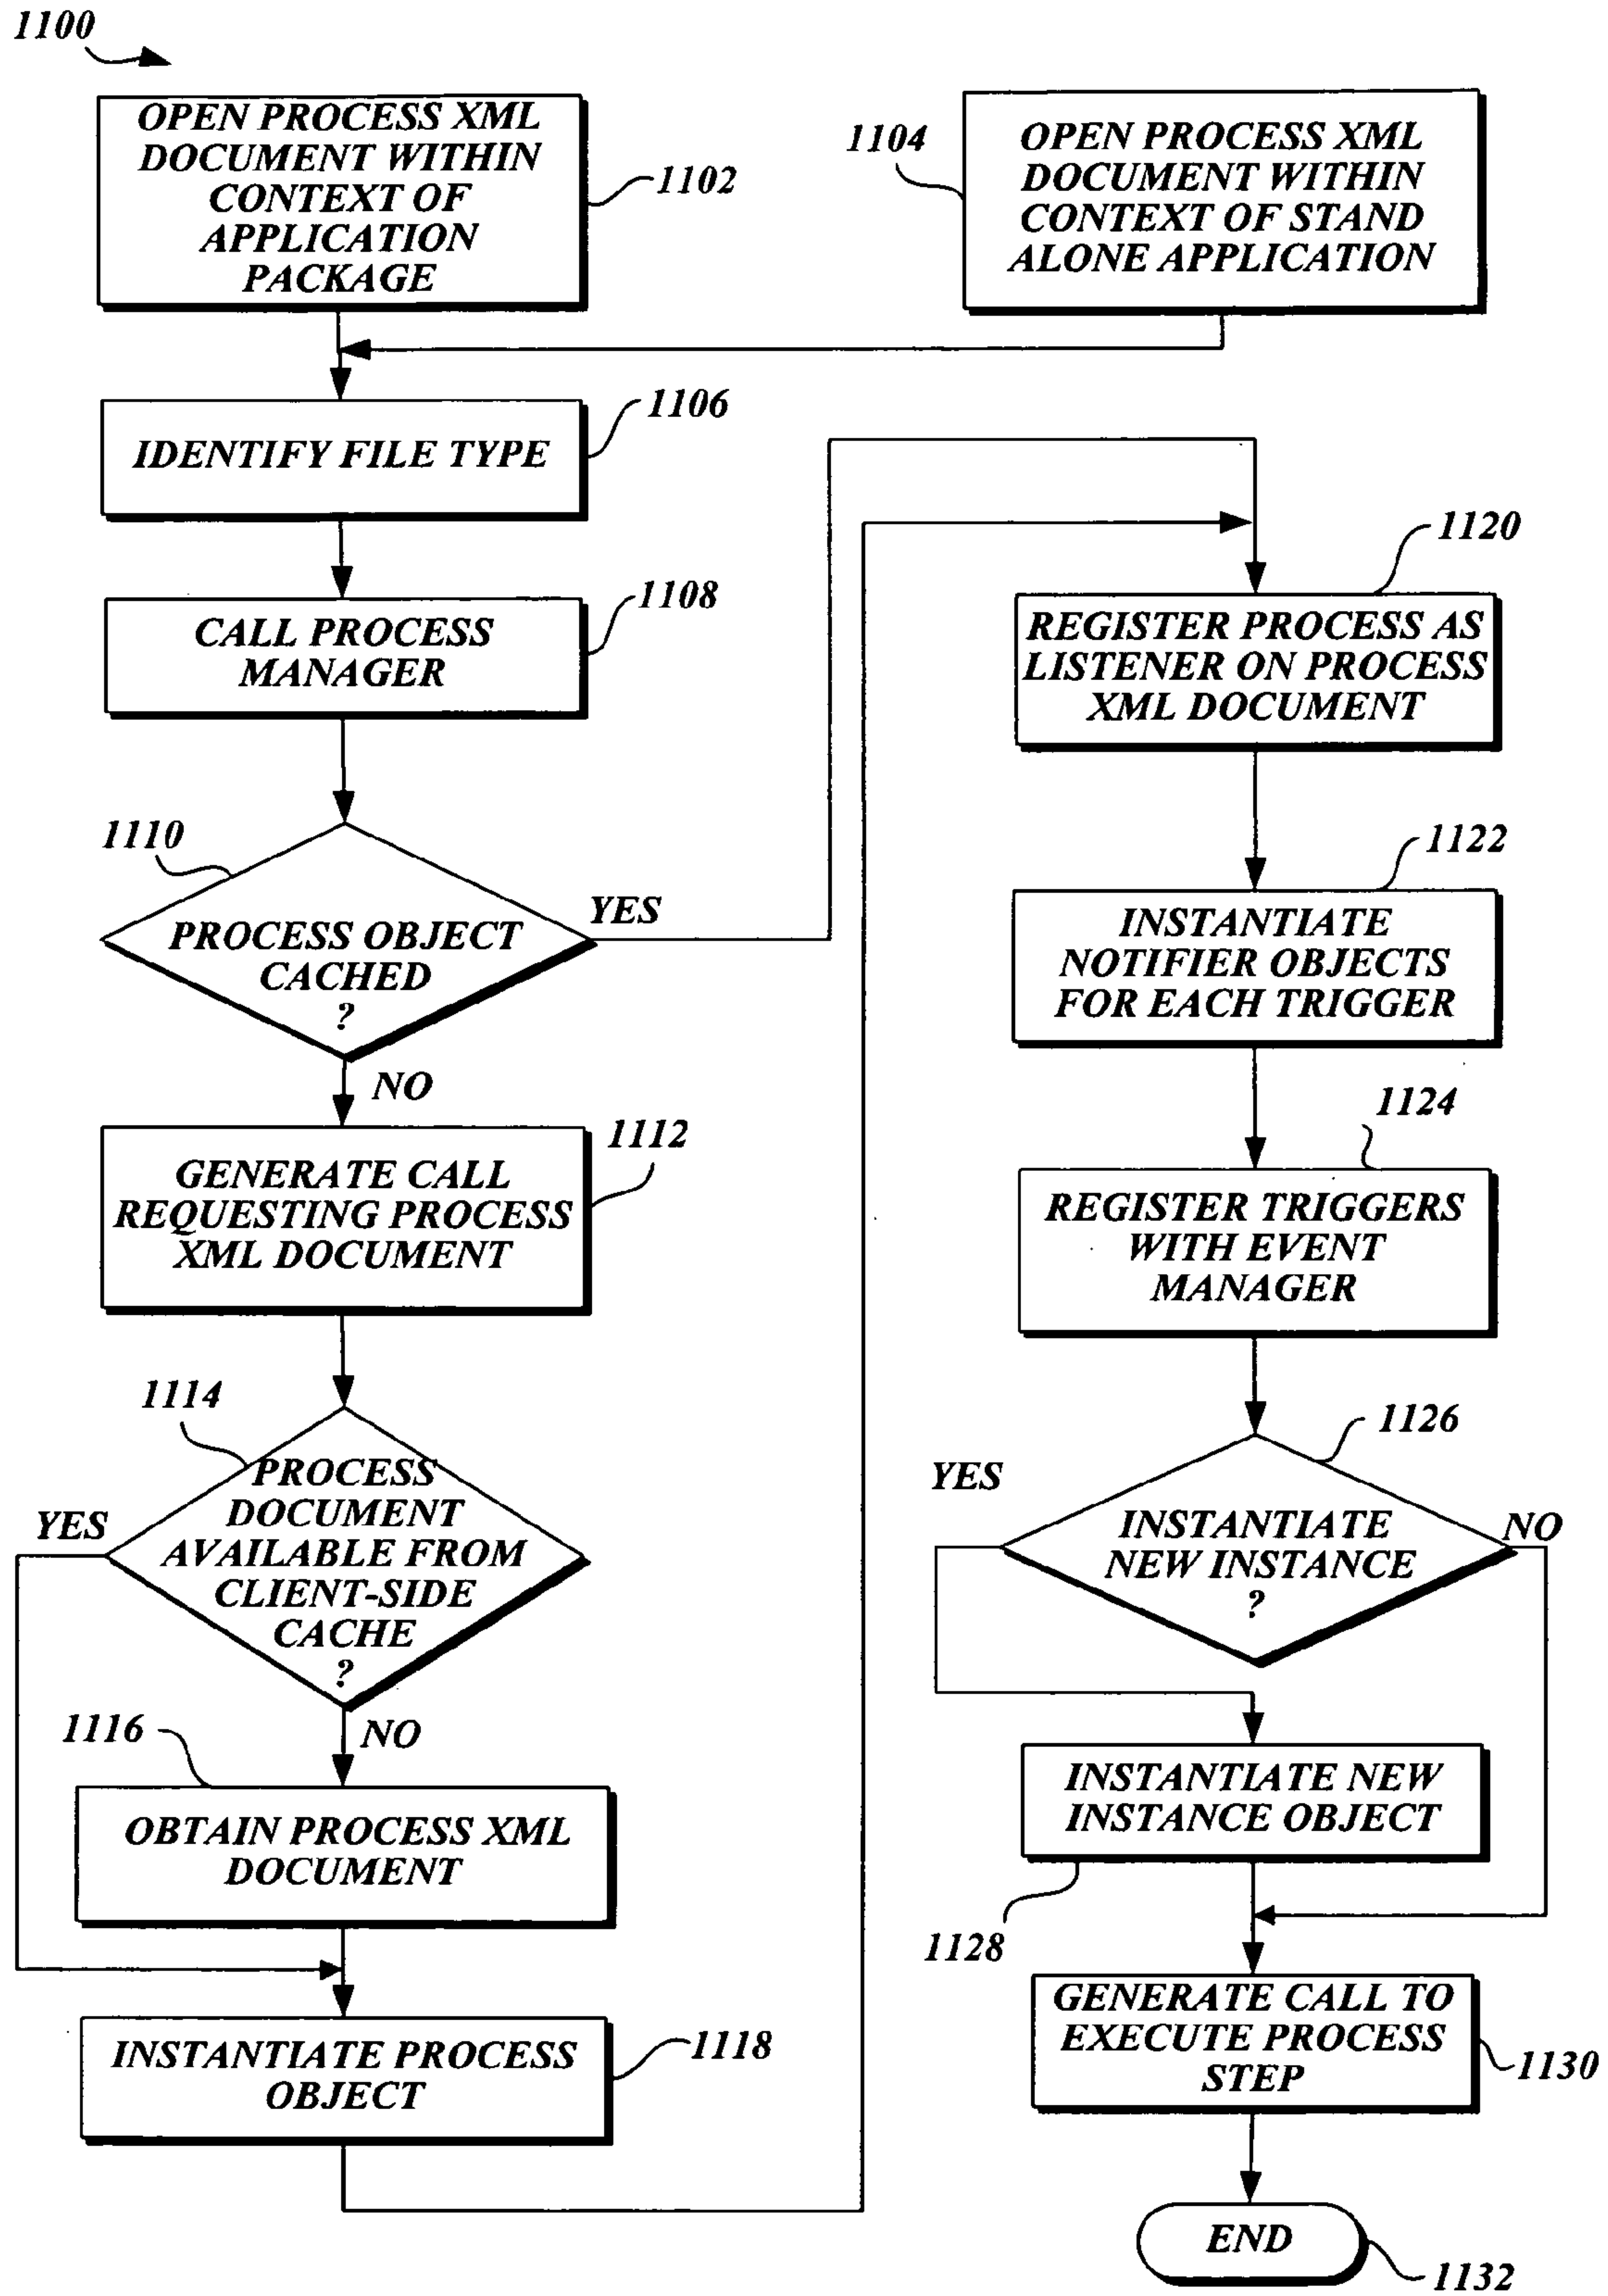 1100
OPEN PROCESS XML
DOCUMENT WITHIN
CONTEXT OF
APPLICATION
PACKAGE
1102
1104
OPEN PROCESS XML
DOCUMENT WITHIN
CONTEXT OF STAND
ALONE APPLICATION
IDENTIFY FILE TYPE
1106
CALL PROCESS
MANAGER
1108
1110
PROCESS OBJECT
CACHED
?
YES
NO
GENERATE CALL
REQUESTING PROCESS
XML DOCUMENT
1112
1114
PROCESS
DOCUMENT
AVAILABLE FROM
CLIENT-SIDE
CACHE
?
YES
NO
1116
OBTAIN PROCESS XML
DOCUMENT
INSTANTIATE PROCESS
OBJECT
1118
1120
REGISTER PROCESS AS
LISTENER ON PROCESS
XML DOCUMENT
1122
INSTANTIATE
NOTIFIER OBJECTS
FOR EACH TRIGGER
1124
REGISTER TRIGGERS
WITH EVENT
MANAGER
1126
YES
INSTANTIATE
NEW INSTANCE
?
NO
INSTANTIATE NEW
INSTANCE OBJECT
1128
GENERATE CALL TO
EXECUTE PROCESS
STEP
1130
END
1132